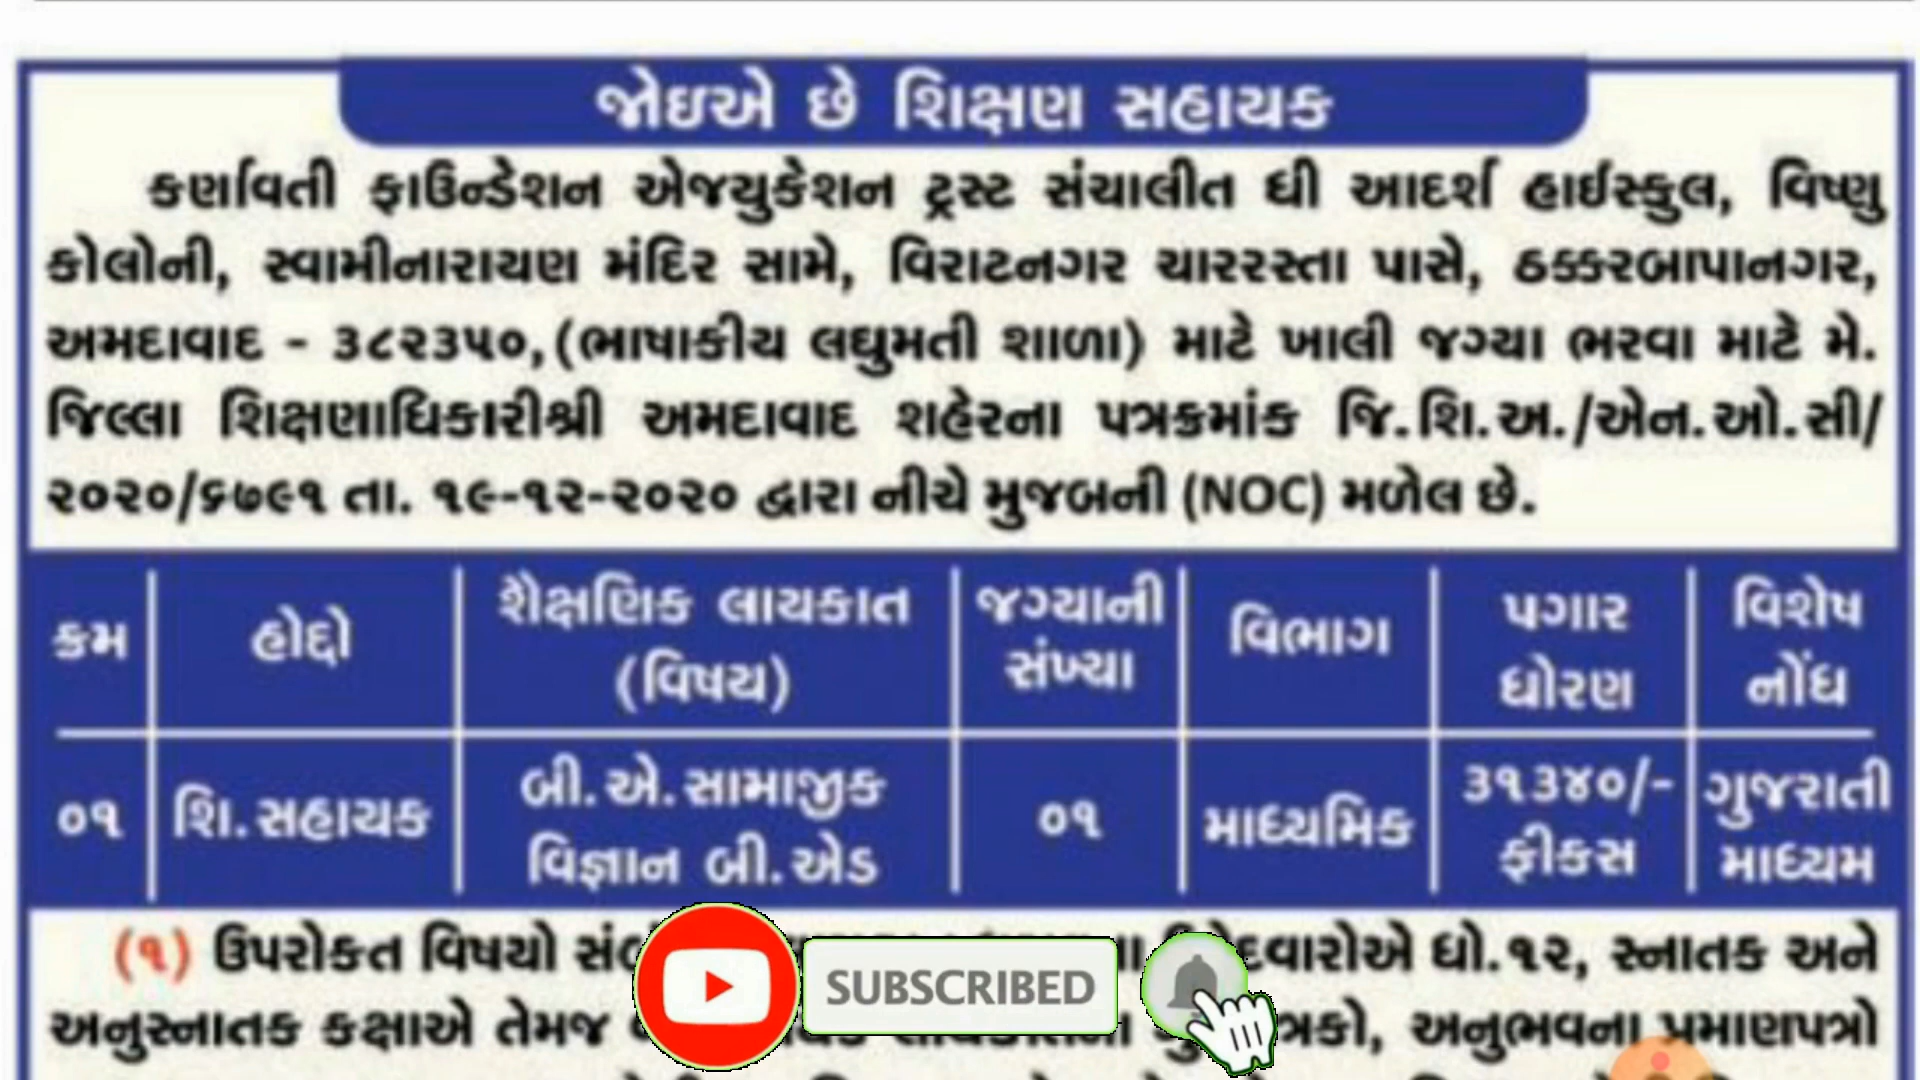 જોઇએ છે શિક્ષણ સહાયક
કર્ણાવતી ફાઉન્ડેશન એજયુકેશન ટ્રસ્ટ સંચાલીત ધી આદર્શ હાઈસ્કુલ, વિષ્ણુ
કોલોની, સ્વામીનારાયણ મંદિર સામે, વિરાટનગર ચારરસ્તા પાસે, ઠક્કરબાપાનગર,
અમદાવાદ - ૩૮૨૩૫૦, (ભાષાકીય લઘુમતી શાળા) માટે ખાલી જગ્યા ભરવા માટે મે.
જિલ્લા શિક્ષણાધિકારીશ્રી અમદાવાદ શહેરના પત્રક્રમાંક જિ.શિ.અ./એન.ઓ.સી/
૨૦૨૦/૬૭૯૧ તા. ૧૯-૧૨-૨૦૨૦ દ્વારા નીચે મુજબની (NOC) મળેલ છે.
ક્રમ હોદ્દો શૈક્ષણિક લાયકાત (વિષય) જગ્યાની સંખ્યા વિભાગ પગાર ધોરણ વિશેષ નોંધ
૦૧ શિ.સહાયક બી.એ.સામાજીક વિજ્ઞાન બી.એડ ૦૧ માધ્યમિક ૩૧૩૪૦/- ફીકસ ગુજરાતી માધ્યમ
(૧) ઉપરોકત વિષયો ધો.૧૨, સ્નાતક અને
અનુસ્નાતક કક્ષાએ તેમજ અનુભવના પ્રમાણપત્રો
SUBSCRIBED